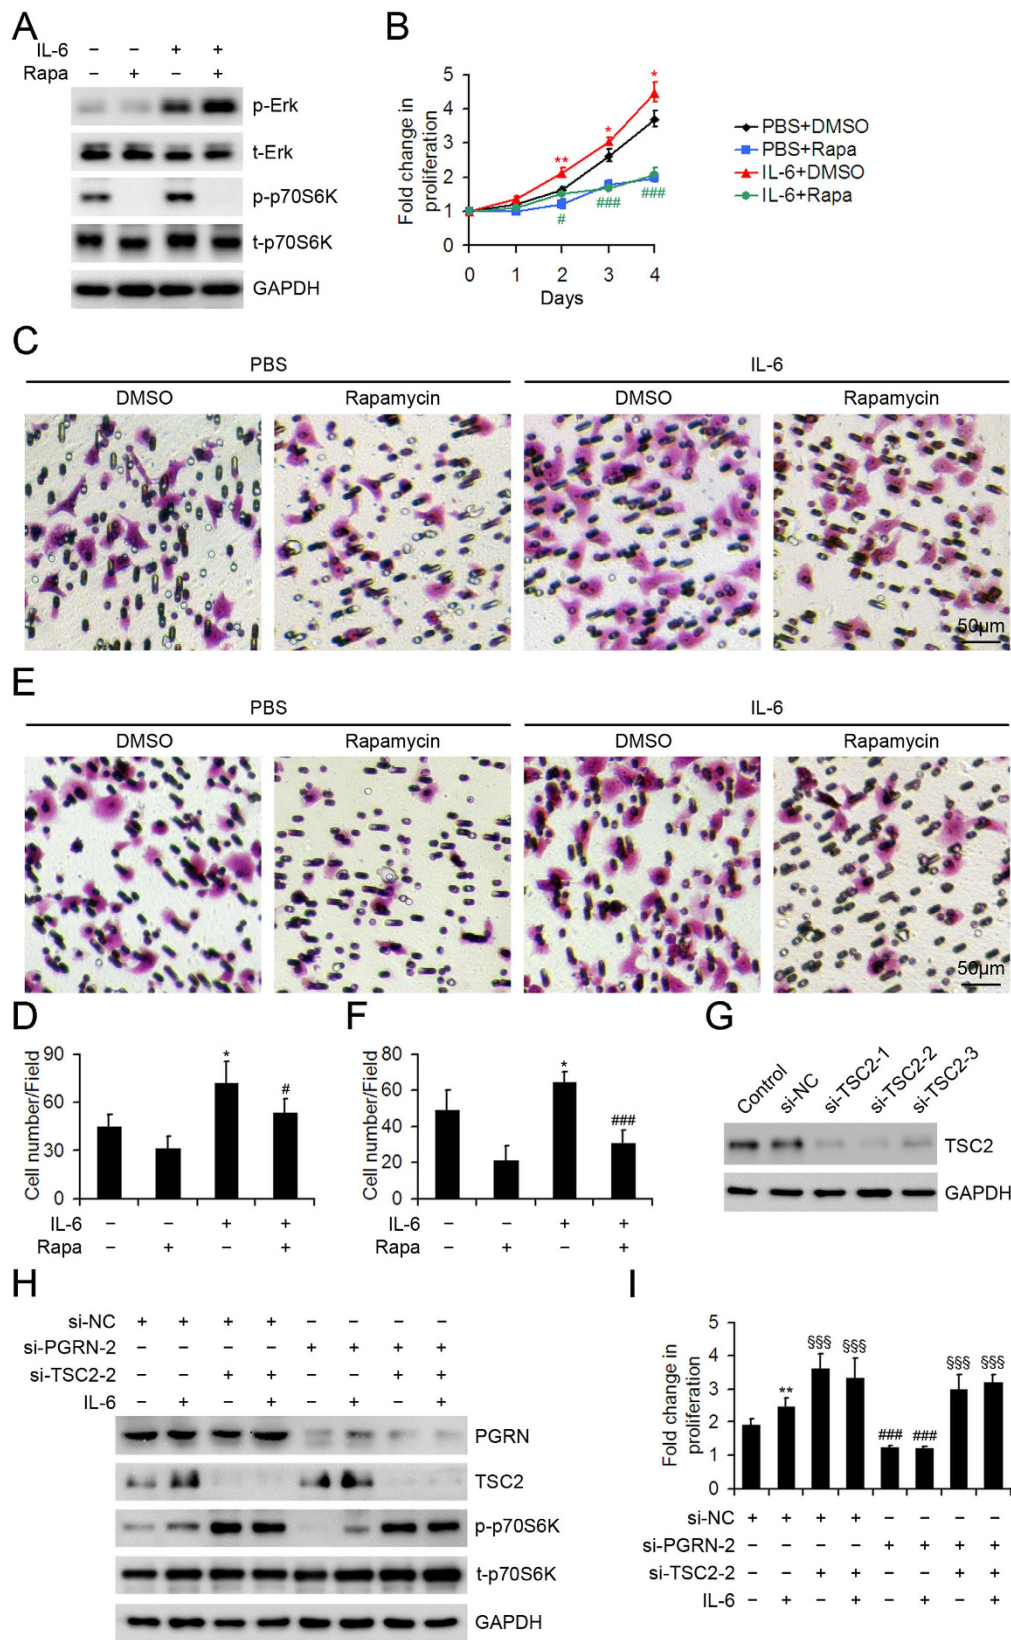 A
IL-6 – – + +
Rapa – + – +
p-Erk
t-Erk
p-p70S6K
t-p70S6K
GAPDH
B
Fold change in
proliferation
5
4
3
2
1
0
0 1 2 3 4
Days
** * *
# ### ###
PBS+DMSO
PBS+Rapa
IL-6+DMSO
IL-6+Rapa
C
PBS IL-6
DMSO Rapamycin DMSO Rapamycin
50μm
E
PBS IL-6
DMSO Rapamycin DMSO Rapamycin
50μm
D
Cell number/Field
90
60
30
0
* #
IL-6 – – + +
Rapa – + – +
F
Cell number/Field
80
60
40
20
0
* ###
IL-6 – – + +
Rapa – + – +
G
Control si-NC si-TSC2-1 si-TSC2-2 si-TSC2-3
TSC2
GAPDH
H
si-NC + + + + – – – –
si-PGRN-2 – – – – + + + +
si-TSC2-2 – – + + – – + +
IL-6 – + – + – + – +
PGRN
TSC2
p-p70S6K
t-p70S6K
GAPDH
I
Fold change in
proliferation
5
4
3
2
1
0
** §§§ §§§ ### ### §§§ §§§
si-NC + + + + – – – –
si-PGRN-2 – – – – + + + +
si-TSC2-2 – – + + – – + +
IL-6 – + – + – + – +